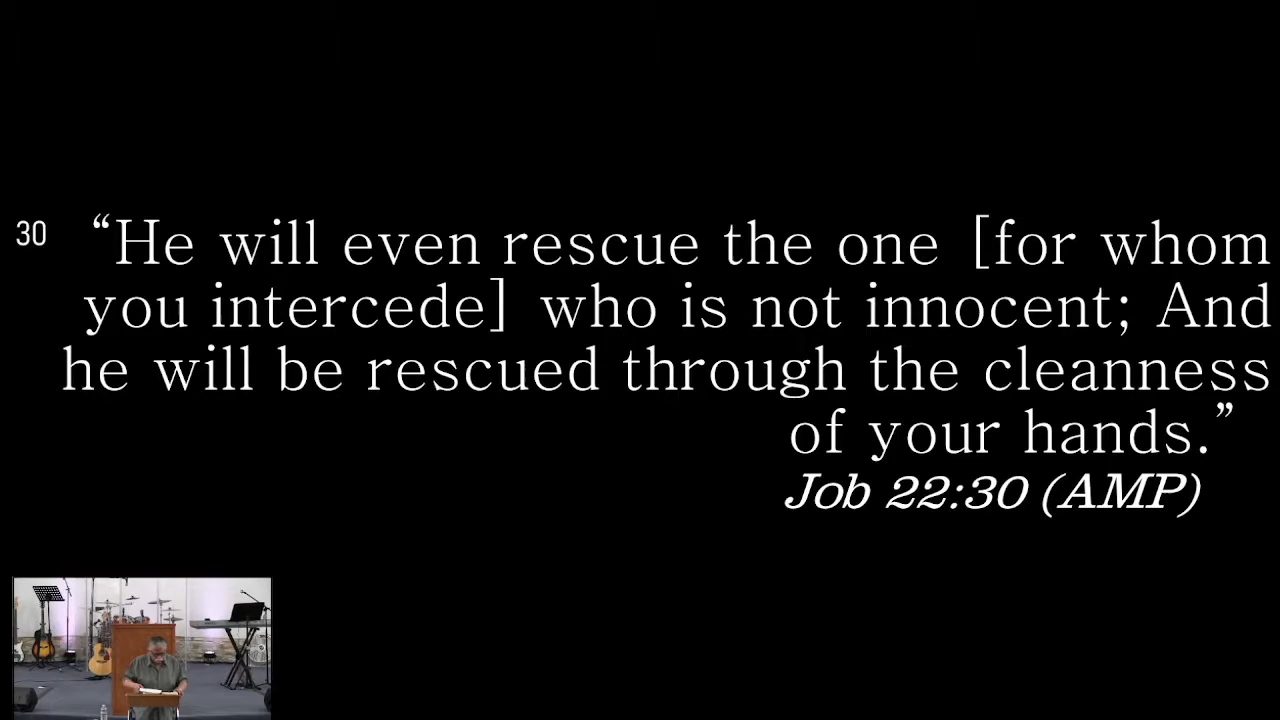 30 “He will even rescue the one [for whom
you intercede] who is not innocent; And
he will be rescued through the cleanness
of your hands.”
Job 22:30 (AMP)